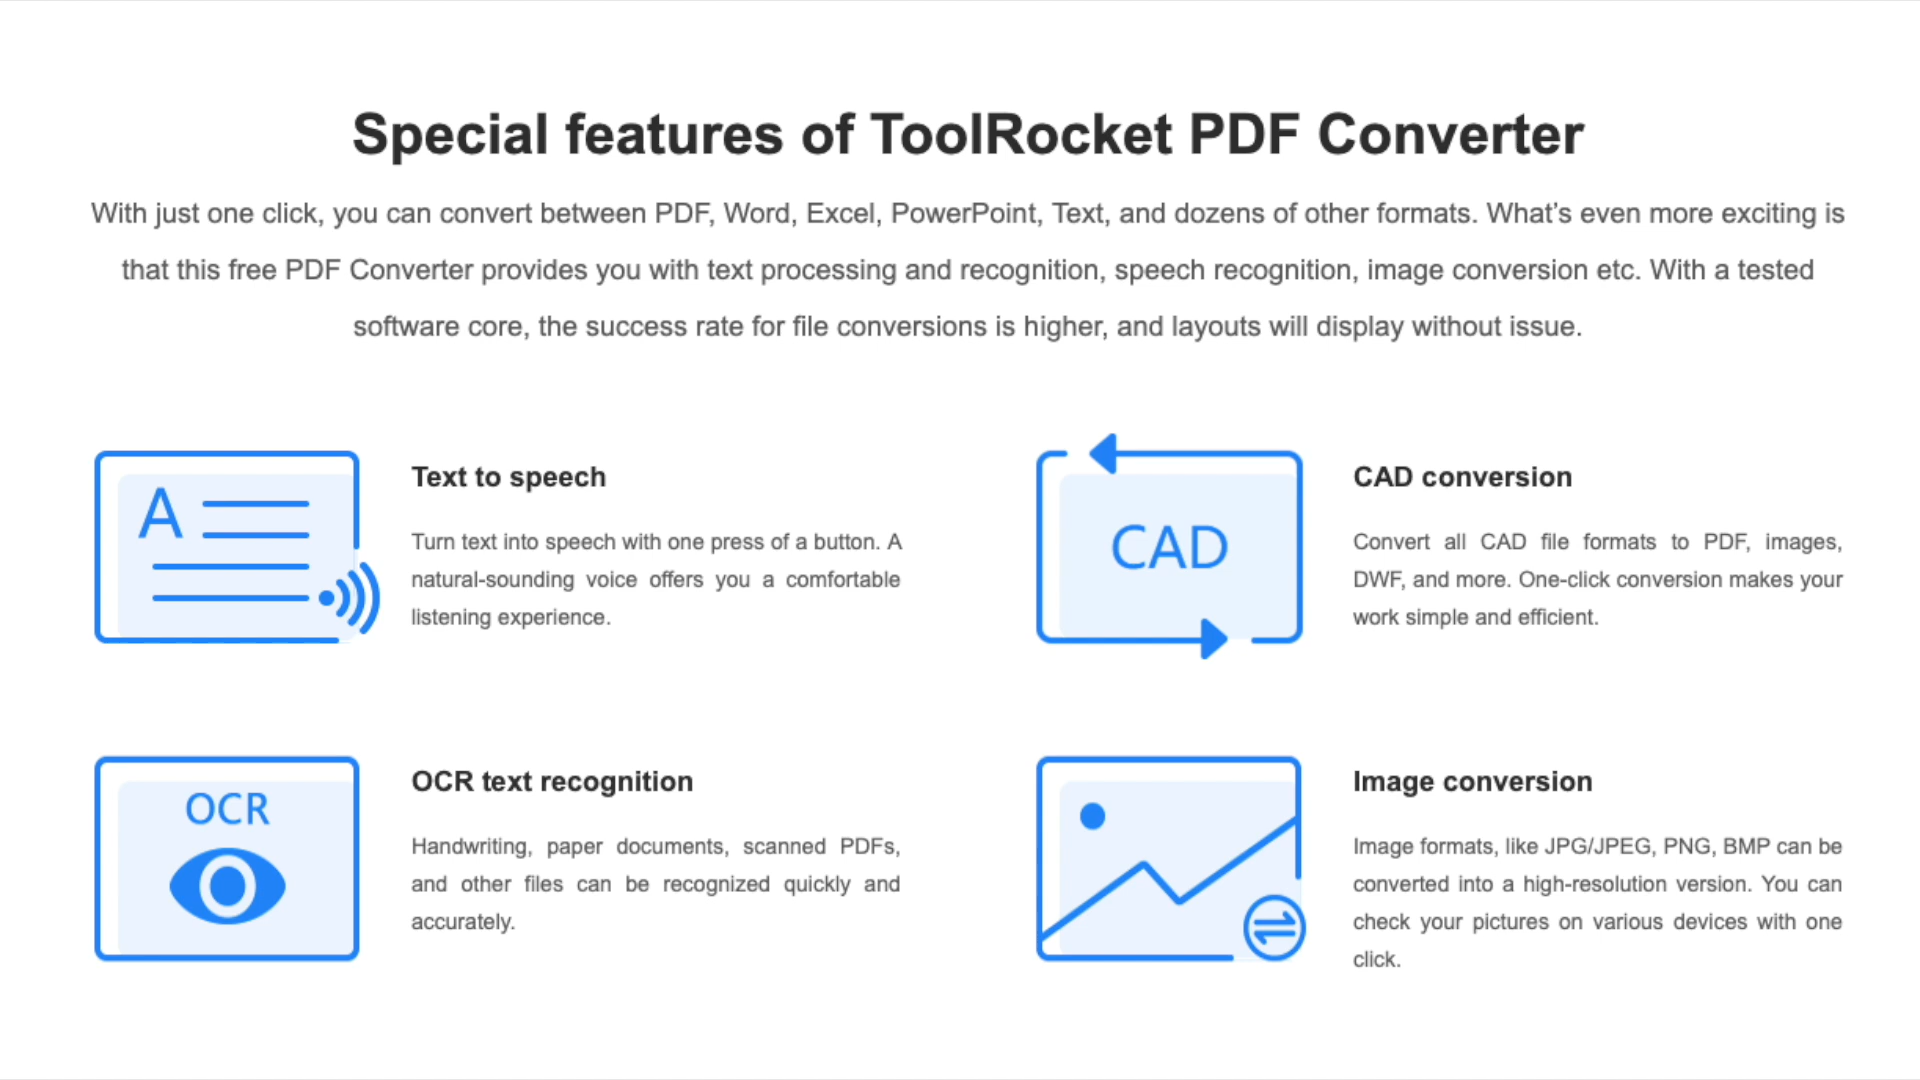 Special features of ToolRocket PDF Converter
With just one click, you can convert between PDF, Word, Excel, PowerPoint, Text, and dozens of other formats. What’s even more exciting is
that this free PDF Converter provides you with text processing and recognition, speech recognition, image conversion etc. With a tested
software core, the success rate for file conversions is higher, and layouts will display without issue.
A
Text to speech
Turn text into speech with one press of a button. A
natural-sounding voice offers you a comfortable
listening experience.
CAD
CAD conversion
Convert all CAD file formats to PDF, images,
DWF, and more. One-click conversion makes your
work simple and efficient.
OCR
OCR text recognition
Handwriting, paper documents, scanned PDFs,
and other files can be recognized quickly and
accurately.
Image conversion
Image formats, like JPG/JPEG, PNG, BMP can be
converted into a high-resolution version. You can
check your pictures on various devices with one
click.